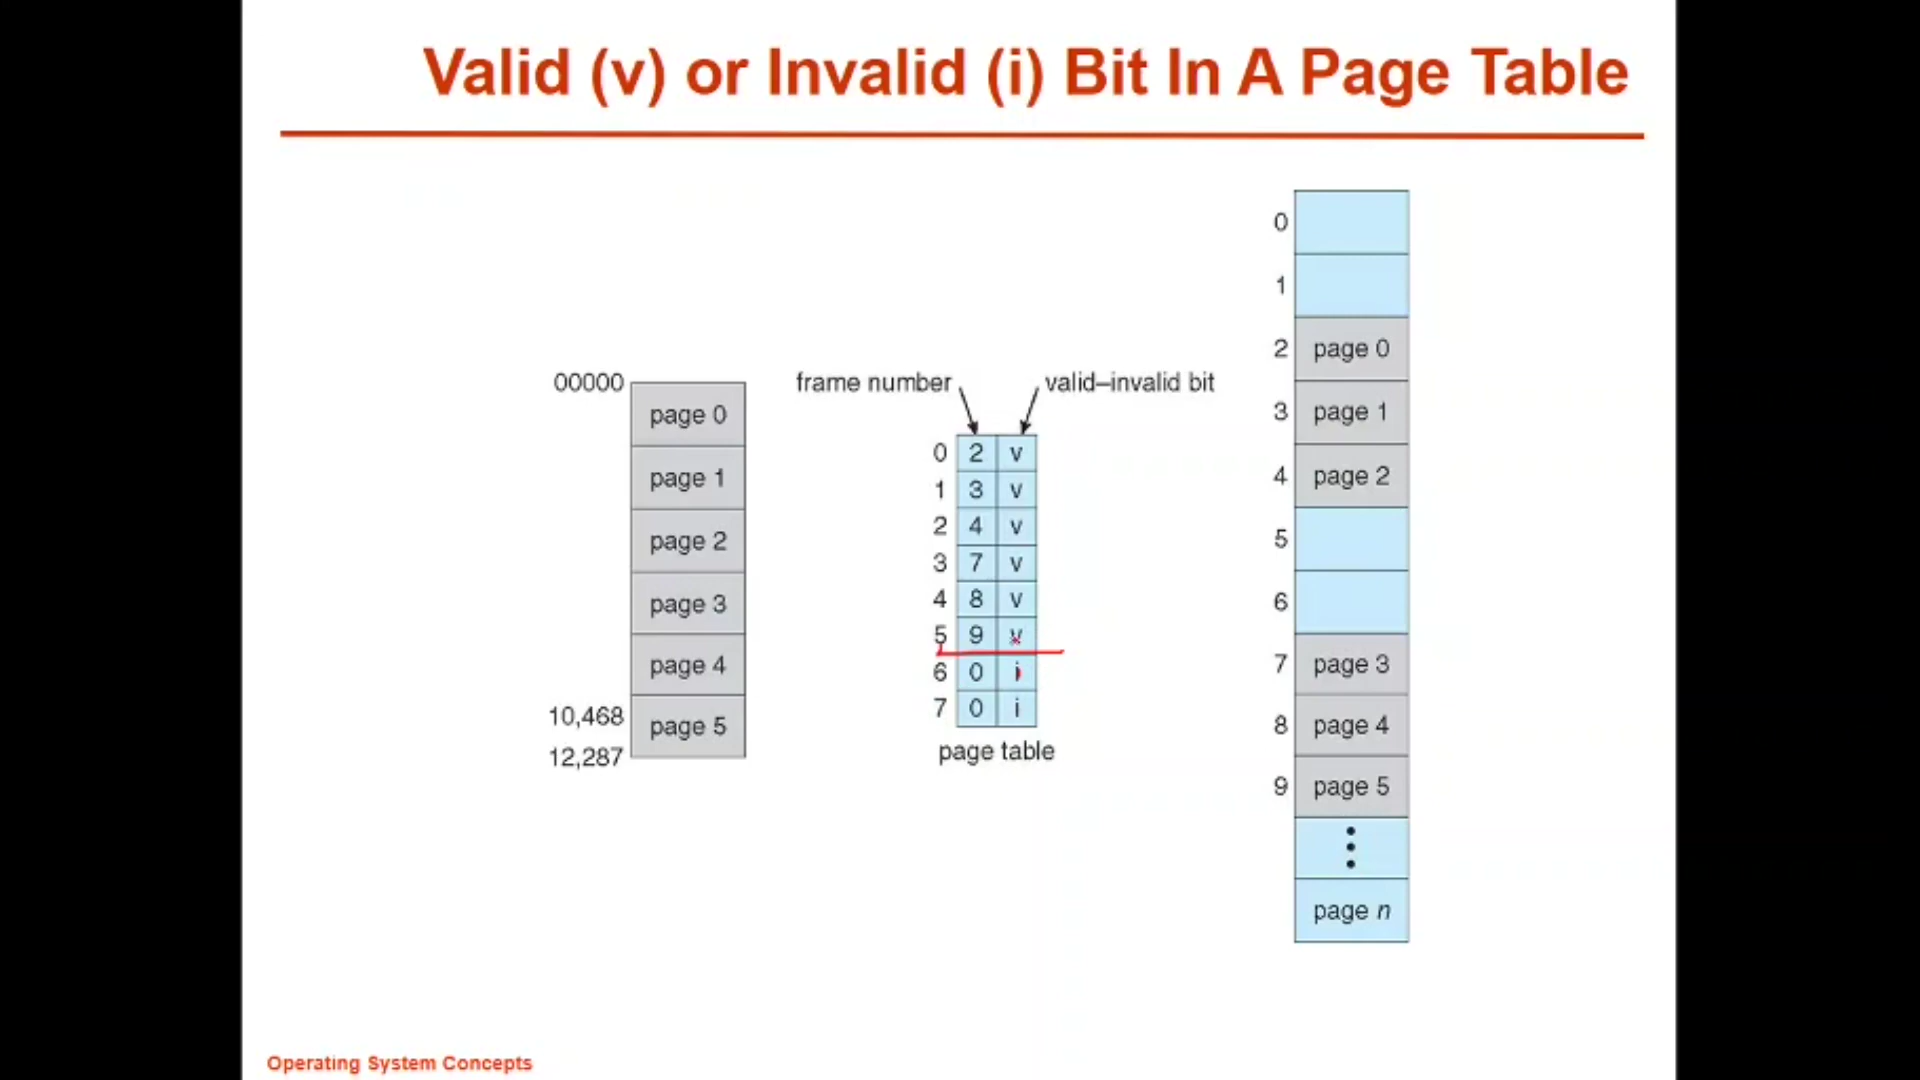 Valid (v) or Invalid (i) Bit In A Page Table
00000
page 0
page 1
page 2
page 3
page 4
10,468
page 5
12,287
frame number
valid–invalid bit
0 2 v
1 3 v
2 4 v
3 7 v
4 8 v
5 9 v
6 0 i
7 0 i
page table
0
1
2 page 0
3 page 1
4 page 2
5
6
7 page 3
8 page 4
9 page 5
page n
Operating System Concepts